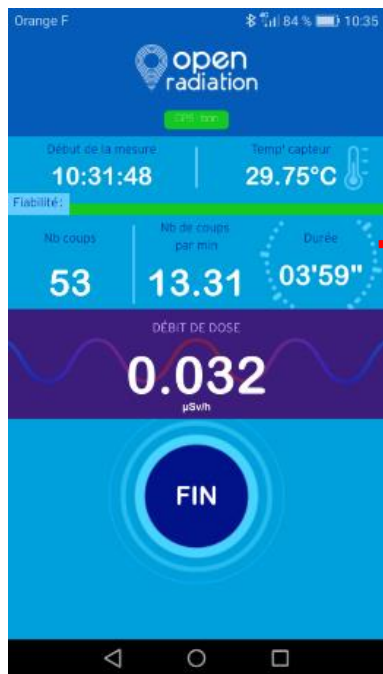 Orange F 4G 84 % 10:35
open
radiation
GPS : bon
Début de la mesure
Temp° capteur
10:31:48
29.75°C
Fiabilité :
Nb coups
Nb de coups
par min
Durée
53
13.31
03'59"
DÉBIT DE DOSE
0.032
µSv/h
FIN